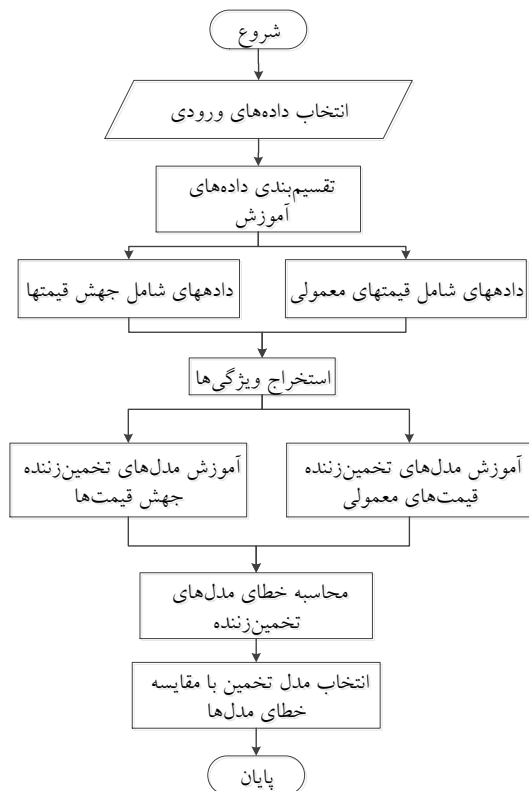 شروع
انتخاب داده‌های ورودی
تقسیم‌بندی داده‌های
آموزش
داده‎های شامل قیمتهای معمولی
داده‎های شامل جهش قیمتها
استخراج ویژگی‌ها
آموزش مدل‌های تخمین‌زننده
قیمت‌های معمولی
آموزش مدل‌های تخمین‌زننده
جهش قیمت‌ها
محاسبه خطای مدل‌های
تخمین‌زننده
انتخاب مدل تخمین با مقایسه
خطای مدل‌ها
پایان